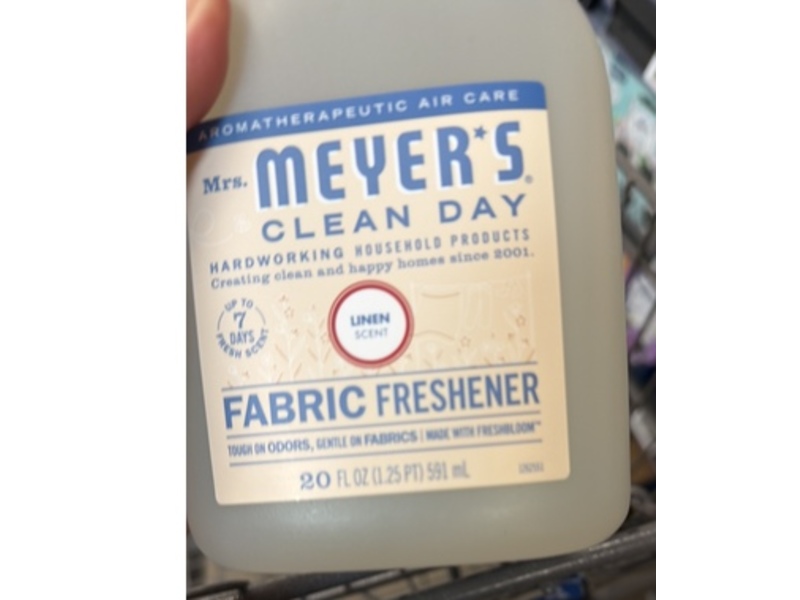 AROMATHERAPEUTIC AIR CARE
Mrs. MEYER'S®
CLEAN DAY
HARDWORKING HOUSEHOLD PRODUCTS
Creating clean and happy homes since 2001.
UP TO
7
DAYS
FRESH SCENT
LINEN
SCENT
FABRIC FRESHENER
TOUGH ON ODORS, GENTLE ON FABRICS | MADE WITH FRESHBLOOM™
20 FL OZ (1.25 PT) 591 mL